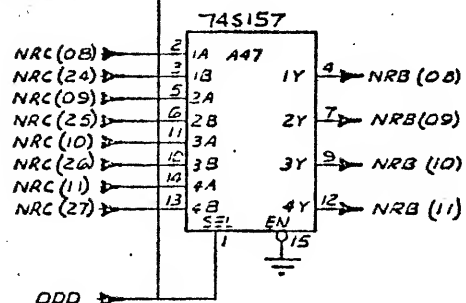 74S157
NRC(08) 2 1A A47 1Y 4 NRB(08)
NRC(24) 3 1B
NRC(09) 5 2A 2Y 7 NRB(09)
NRC(25) 6 2B
NRC(10) 11 3A 3Y 9 NRB(10)
NRC(26) 10 3B
NRC(11) 14 4A 4Y 12 NRB(11)
NRC(27) 13 4B
SEL EN
1 15
ODD